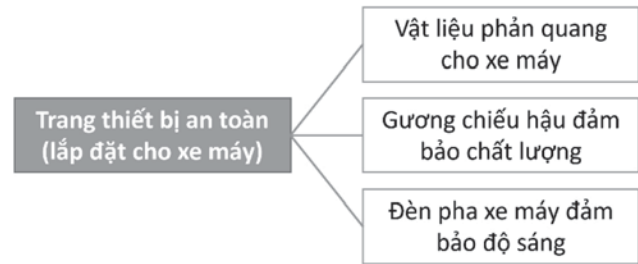 Trang thiết bị an toàn
(lắp đặt cho xe máy)
Vật liệu phản quang
cho xe máy
Gương chiếu hậu đảm
bảo chất lượng
Đèn pha xe máy đảm
bảo độ sáng